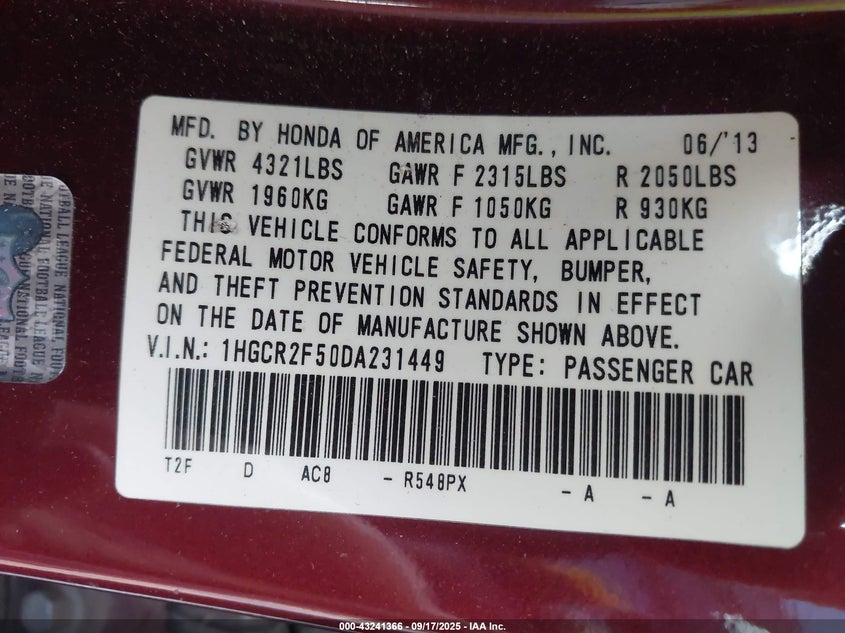 MFD. BY HONDA OF AMERICA MFG., INC. 06/'13
GVWR 4321LBS GAWR F 2315LBS R 2050LBS
GVWR 1960KG GAWR F 1050KG R 930KG
THIS VEHICLE CONFORMS TO ALL APPLICABLE
FEDERAL MOTOR VEHICLE SAFETY, BUMPER,
AND THEFT PREVENTION STANDARDS IN EFFECT
ON THE DATE OF MANUFACTURE SHOWN ABOVE.
V.I.N.: 1HGCR2F50DA231449 TYPE: PASSENGER CAR
T2F D AC8 - R548PX - A - A
NATIONAL FOOTBALL LEAGUE
000-43241366 - 09/17/2025 - IAA Inc.